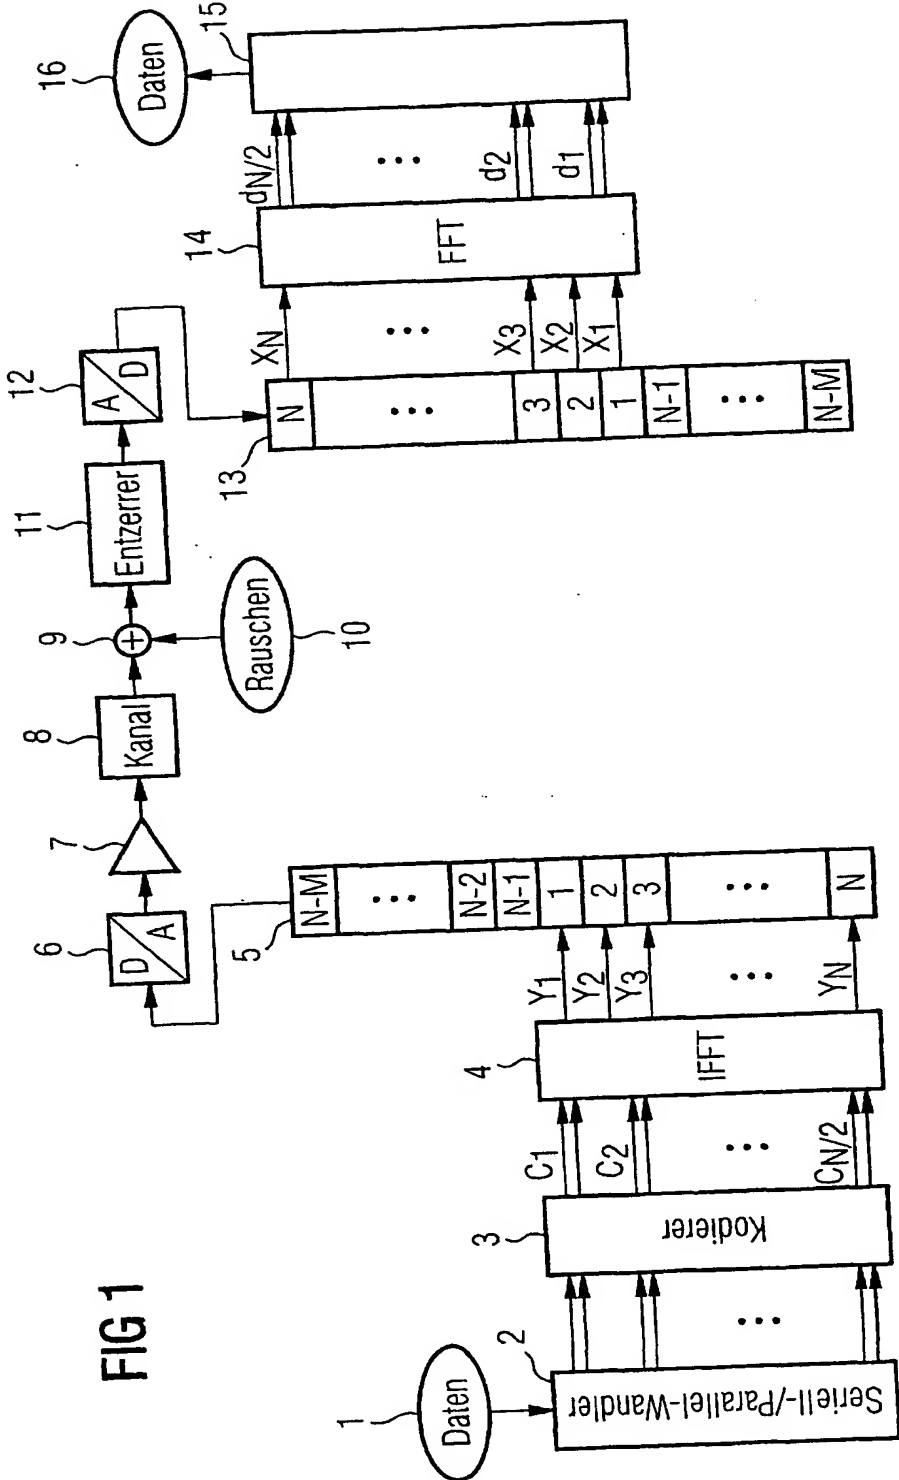 FIG 1
1
Daten
2
Seriell-/Parallel-Wandler
3
Kodierer
C1
C2
CN/2
4
IFFT
Y1
Y2
Y3
YN
5
N-M
N-2
N-1
1
2
3
N
6
D
A
7
8
Kanal
9
+
10
Rauschen
11
Entzerrer
12
A
D
13
N
3
2
1
N-1
N-M
XN
X3
X2
X1
14
FFT
dN/2
d2
d1
15
16
Daten